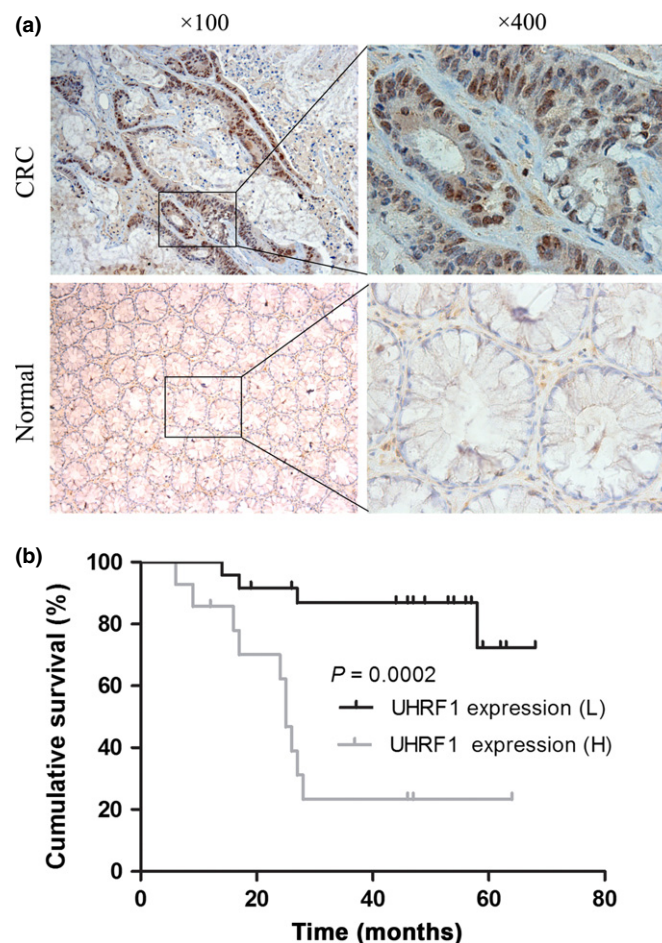 (a)
×100
×400
CRC
Normal
(b)
Cumulative survival (%)
100
80
60
40
20
0
P = 0.0002
UHRF1 expression (L)
UHRF1 expression (H)
0
20
40
60
80
Time (months)